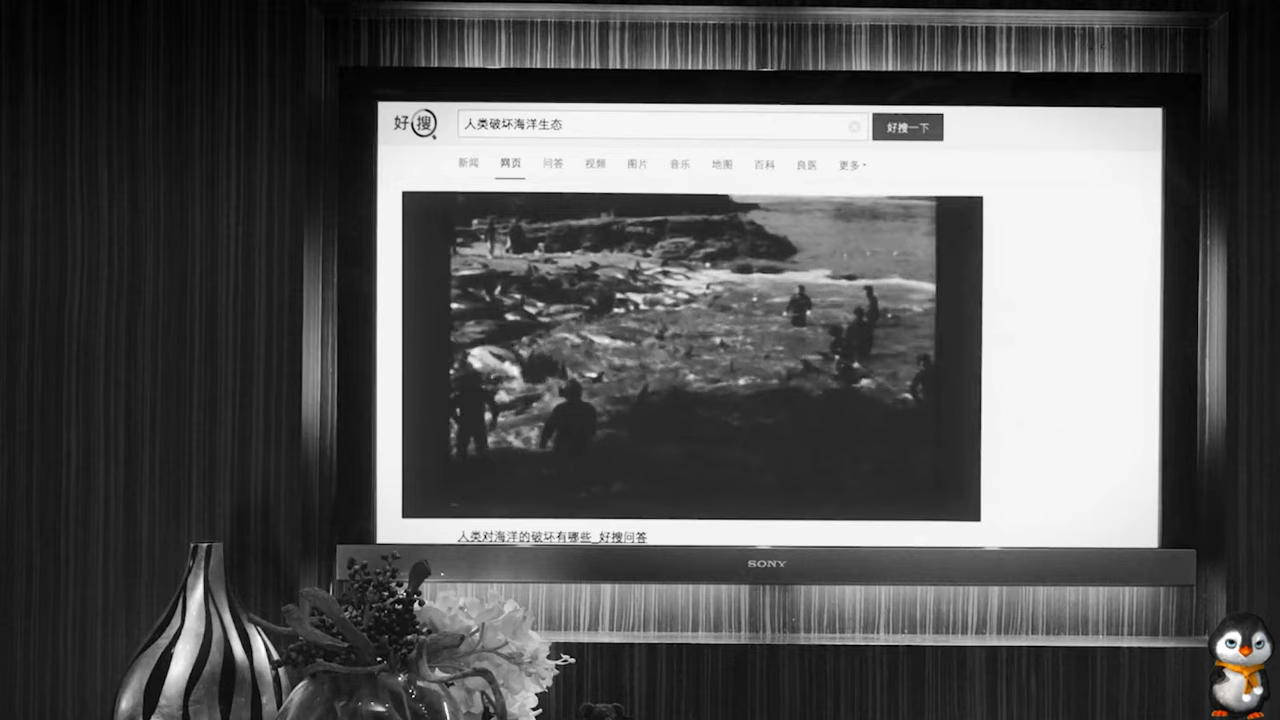 好搜 人类破坏海洋生态 好搜一下
新闻 网页 问答 视频 图片 音乐 地图 百科 良医 更多
人类对海洋的破坏有哪些_好搜问答
SONY